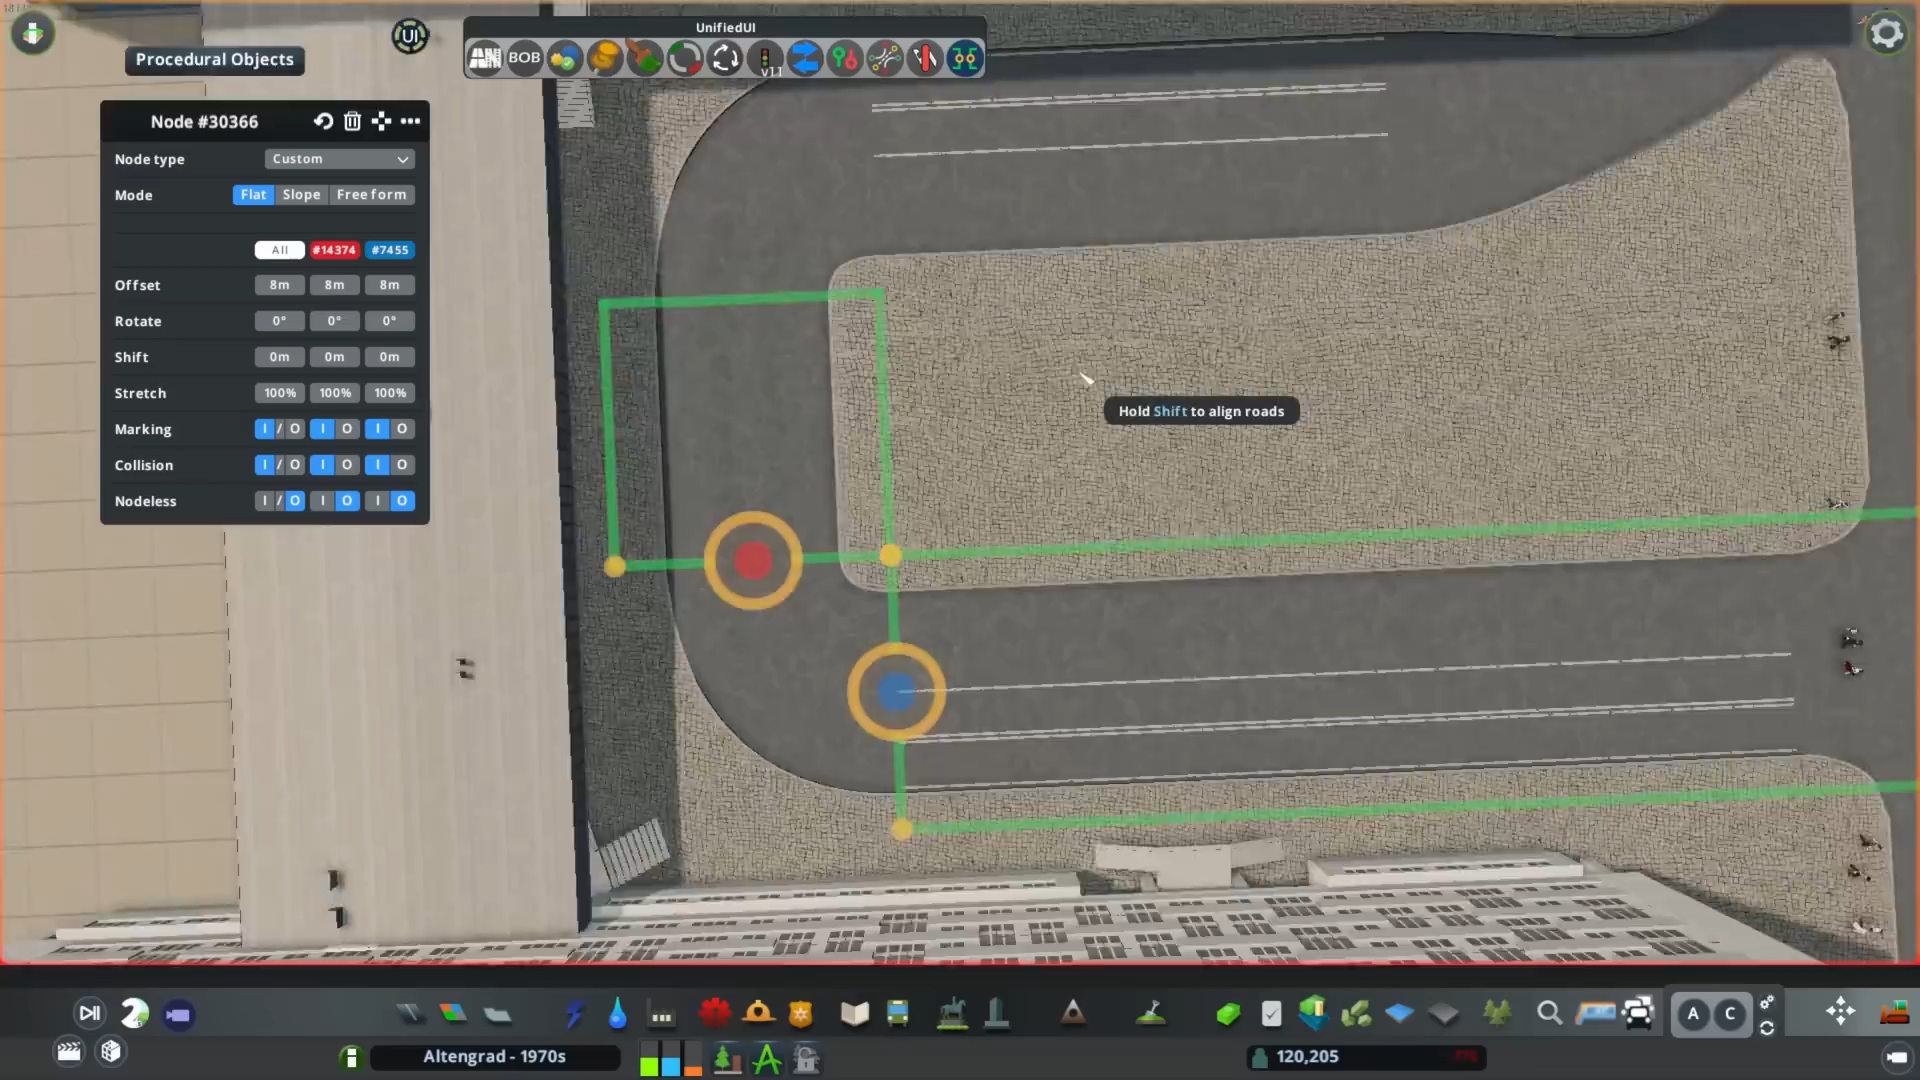 UnifiedUI
UI
BOB
V11
Procedural Objects
Node #30366
Node type
Custom
Mode
Flat
Slope
Free form
All
#14374
#7455
Offset
8m
8m
8m
Rotate
0°
0°
0°
Shift
0m
0m
0m
Stretch
100%
100%
100%
Marking
I / O
I O
I O
Collision
I / O
I O
I O
Nodeless
I / O
I O
I O
Hold Shift to align roads
A
C
Altengrad - 1970s
120,205